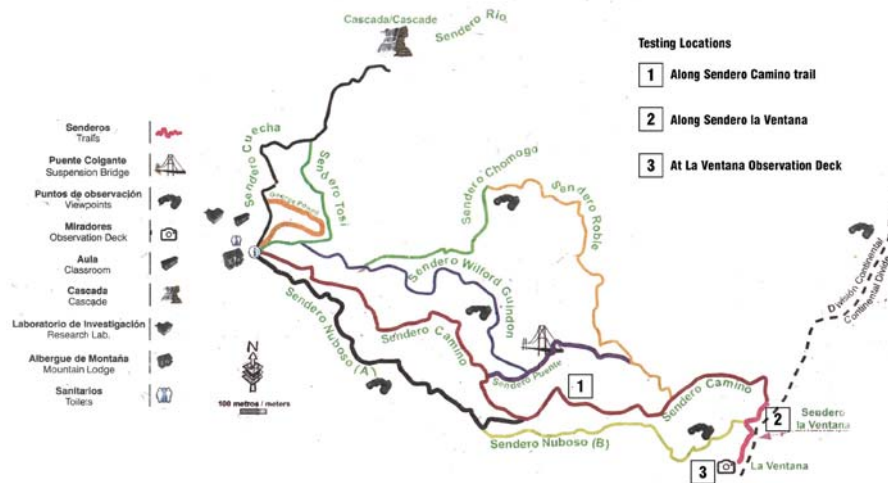 Cascada/Cascade
Sendero Río
Testing Locations
1 Along Sendero Camino trail
2 Along Sendero la Ventana
3 At La Ventana Observation Deck
Senderos
Trails
Puente Colgante
Suspension Bridge
Puntos de observación
Viewpoints
Miradores
Observation Deck
Aula
Classroom
Cascada
Cascade
Laboratorio de Investigación
Research Lab.
Albergue de Montaña
Mountain Lodge
Sanitarios
Toilets
Sendero Cuecha
Sendero Tosi
Sendero Chomogo
Sendero Roble
Sendero Wilford Guindon
Sendero Nuboso (A)
Sendero Camino
Sendero Puente
1
Sendero Camino
Sendero Nuboso (B)
División Continental
Continental Divide
2
Sendero
la Ventana
3
La Ventana
N
100 metros / meters